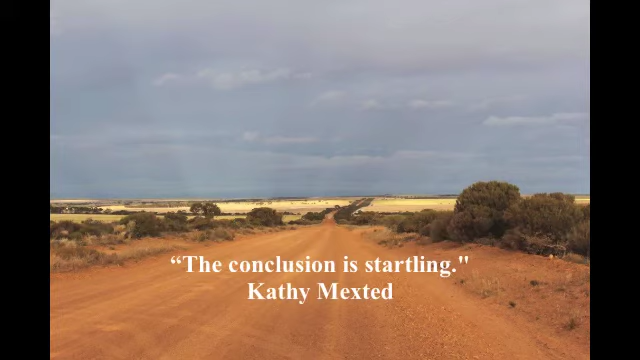 “The conclusion is startling."
Kathy Mexted